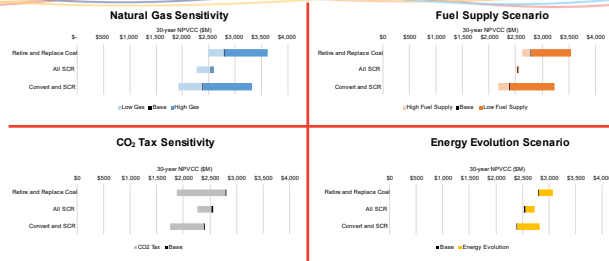 Natural Gas Sensitivity
30-year NPVCC ($M)
$- $500 $1,000 $1,500 $2,000 $2,500 $3,000 $3,500 $4,000
Retire and Replace Coal
All SCR
Convert and SCR
Low Gas Base High Gas
Fuel Supply Scenario
30-year NPVCC ($M)
$0 $500 $1,000 $1,500 $2,000 $2,500 $3,000 $3,500 $4,000
Retire and Replace Coal
All SCR
Convert and SCR
High Fuel Supply Base Low Fuel Supply
CO₂ Tax Sensitivity
30-year NPVCC ($M)
$0 $500 $1,000 $1,500 $2,000 $2,500 $3,000 $3,500 $4,000
Retire and Replace Coal
All SCR
Convert and SCR
CO2 Tax Base
Energy Evolution Scenario
30-year NPVCC ($M)
$0 $500 $1,000 $1,500 $2,000 $2,500 $3,000 $3,500 $4,000
Retire and Replace Coal
All SCR
Convert and SCR
Base Energy Evolution